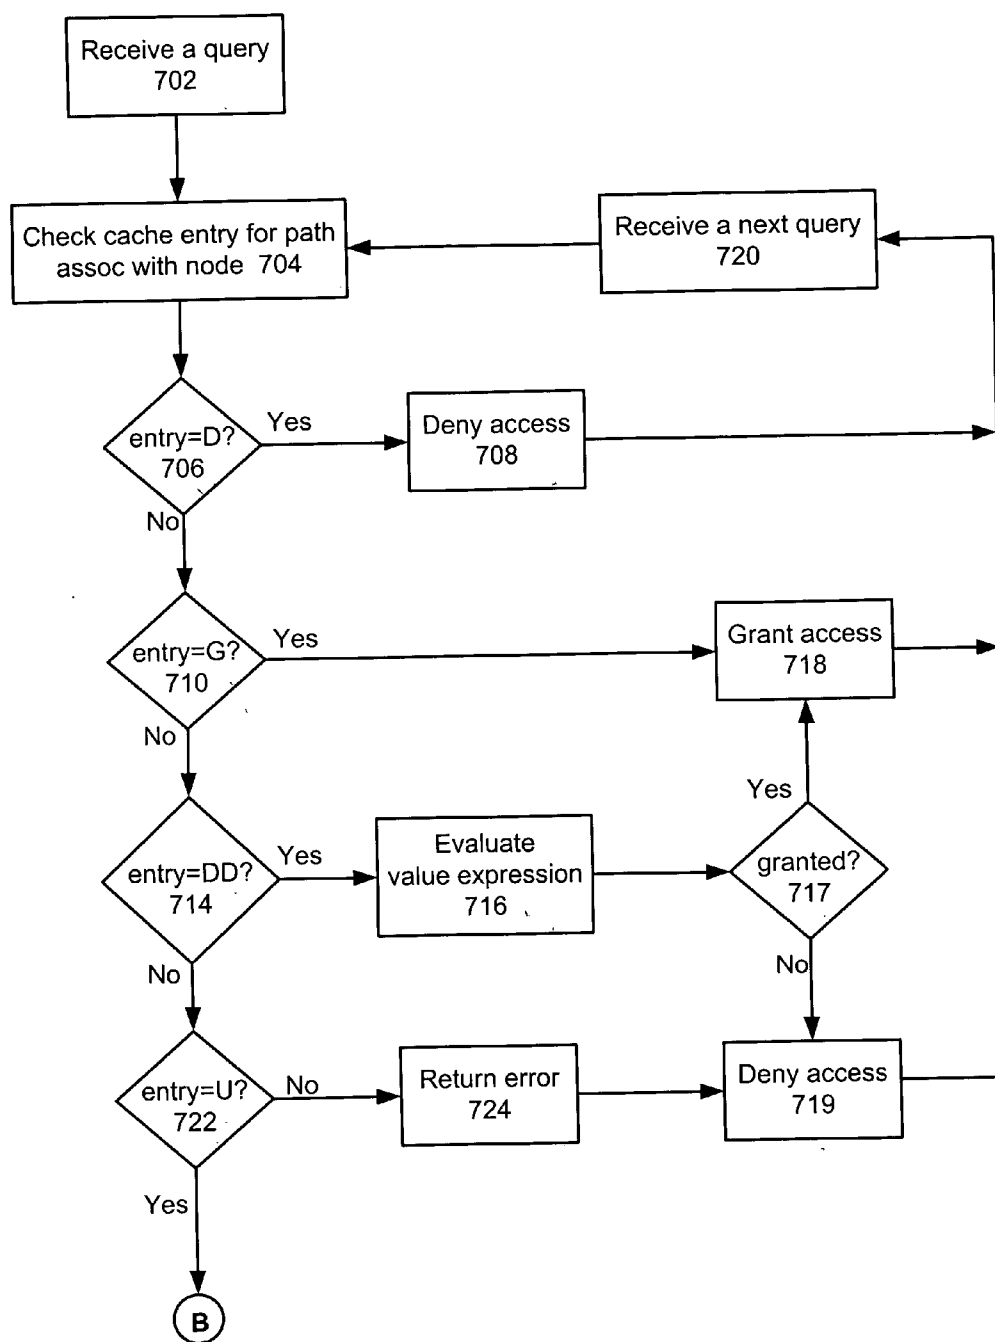 Receive a query
702
Check cache entry for path
assoc with node 704
Receive a next query
720
entry=D?
706
Yes
No
Deny access
708
entry=G?
710
Yes
No
Grant access
718
entry=DD?
714
Yes
No
Evaluate
value expression
716
Yes
granted?
717
No
entry=U?
722
No
Yes
Return error
724
Deny access
719
B